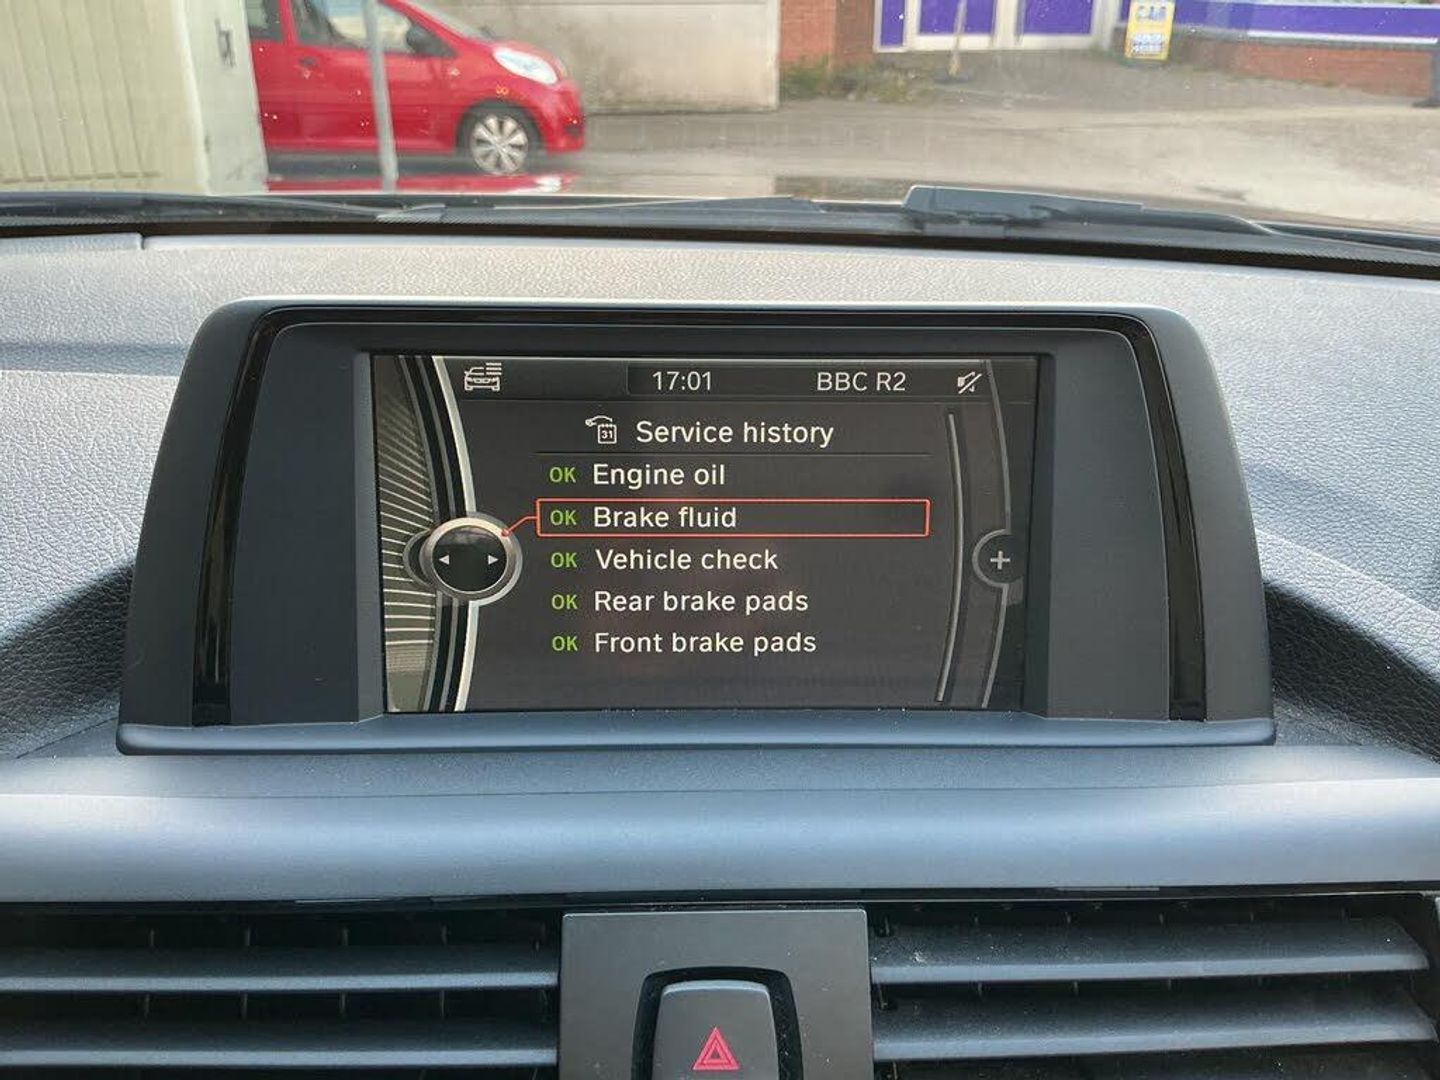 17:01 BBC R2
31 Service history
OK Engine oil
OK Brake fluid
OK Vehicle check
OK Rear brake pads
OK Front brake pads
+